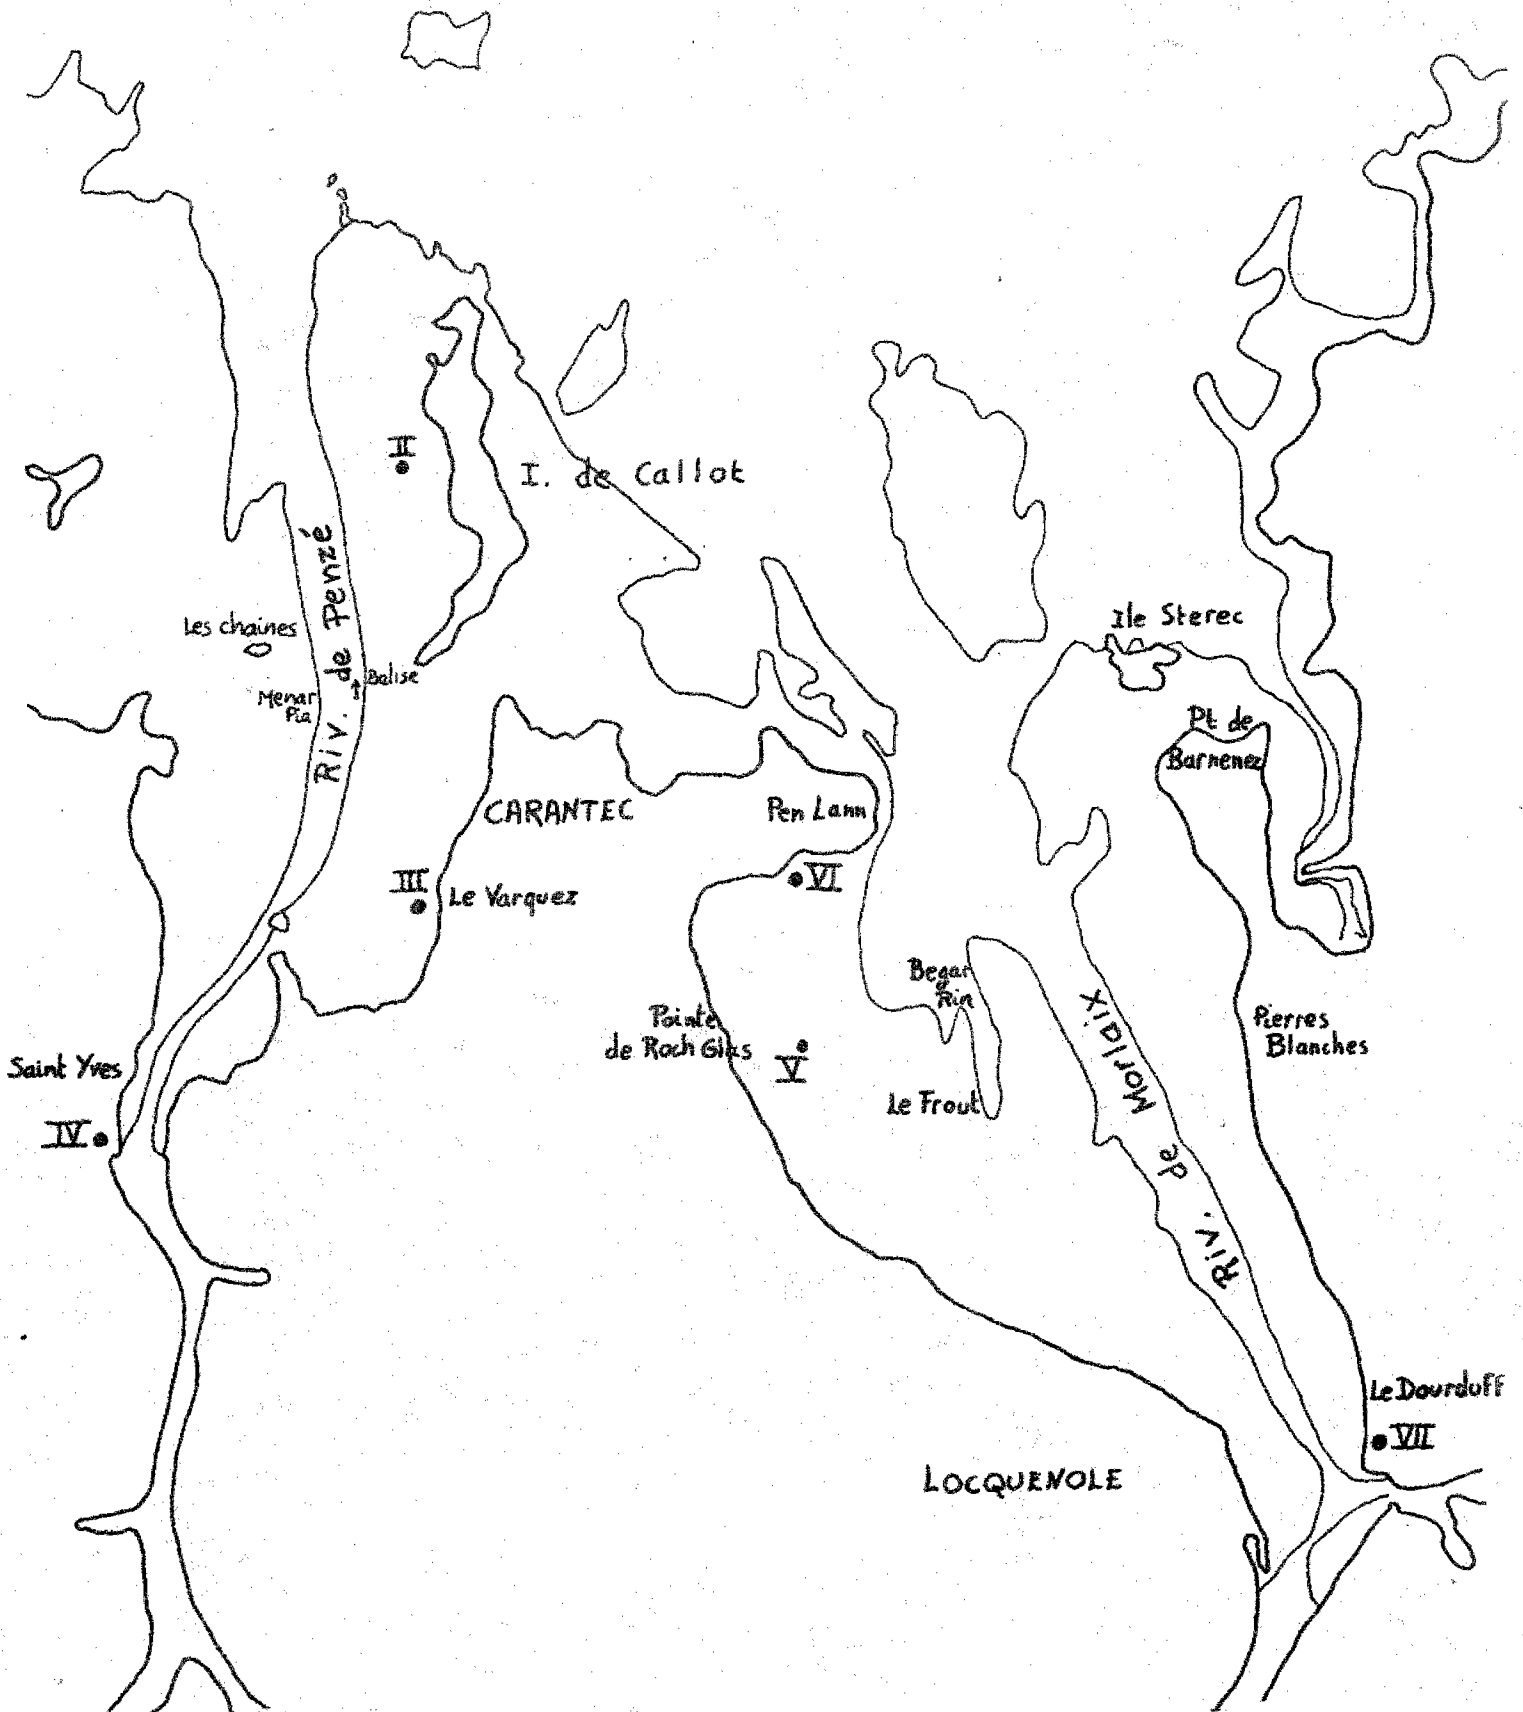 II
I. de Callot
Riv. de Penzé
Les chaines
Balise
Menar
Pia
Ile Sterec
Pt de
Barnenez
CARANTEC
Pen Lann
III
Le Varquez
VI
Begar
Rin
Pointe
de Roch Glas
V
Le Frout
Riv. de Morlaix
Pierres
Blanches
Saint Yves
IV
Le Dourduff
VII
LOCQUENOLE